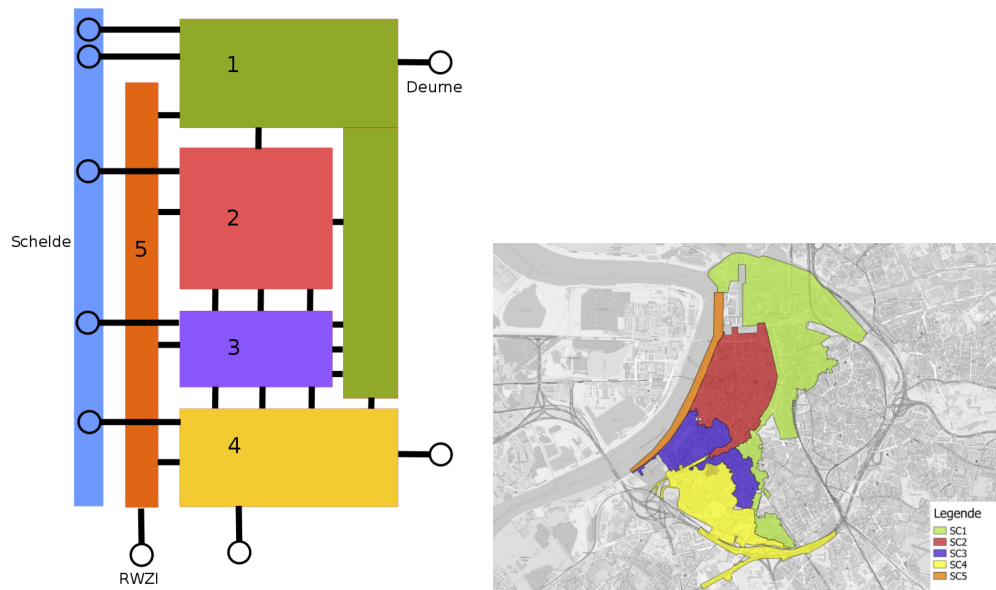 1
Deurne
2
Schelde
5
3
4
RWZI
Legende
SC1
SC2
SC3
SC4
SC5